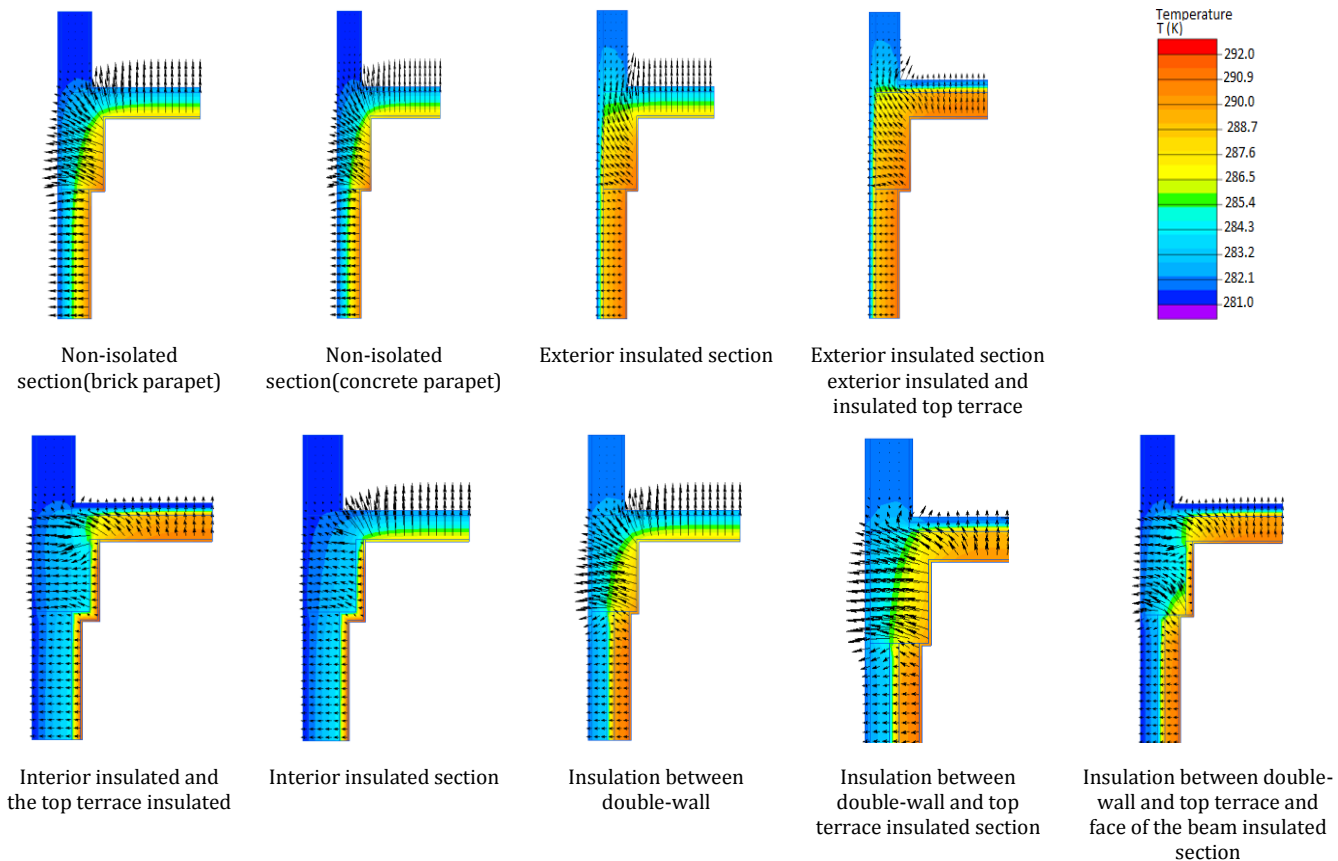 Temperature
T (K)
292.0
290.9
290.0
288.7
287.6
286.5
285.4
284.3
283.2
282.1
281.0
Non-isolated
section(brick parapet)
Non-isolated
section(concrete parapet)
Exterior insulated section
Exterior insulated section
exterior insulated and
insulated top terrace
Interior insulated and
the top terrace insulated
Interior insulated section
Insulation between
double-wall
Insulation between
double-wall and top
terrace insulated section
Insulation between double-
wall and top terrace and
face of the beam insulated
section